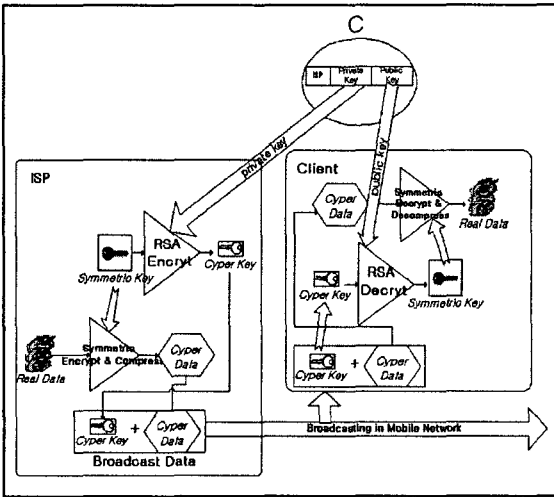 C
ISP
Private
Key
Public
Key
private key
public key
ISP
Symmetric Key
RSA
Encryt
Cyper Key
Real Data
Symmetric
Encrypt & Compress
Cyper
Data
Cyper Key
+
Cyper
Data
Broadcast Data
Client
Cyper
Data
Symmetric
Decrypt &
Decompress
Real Data
Cyper Key
RSA
Decryt
Symmetric Key
Cyper Key
+
Cyper
Data
Broadcasting in Mobile Network